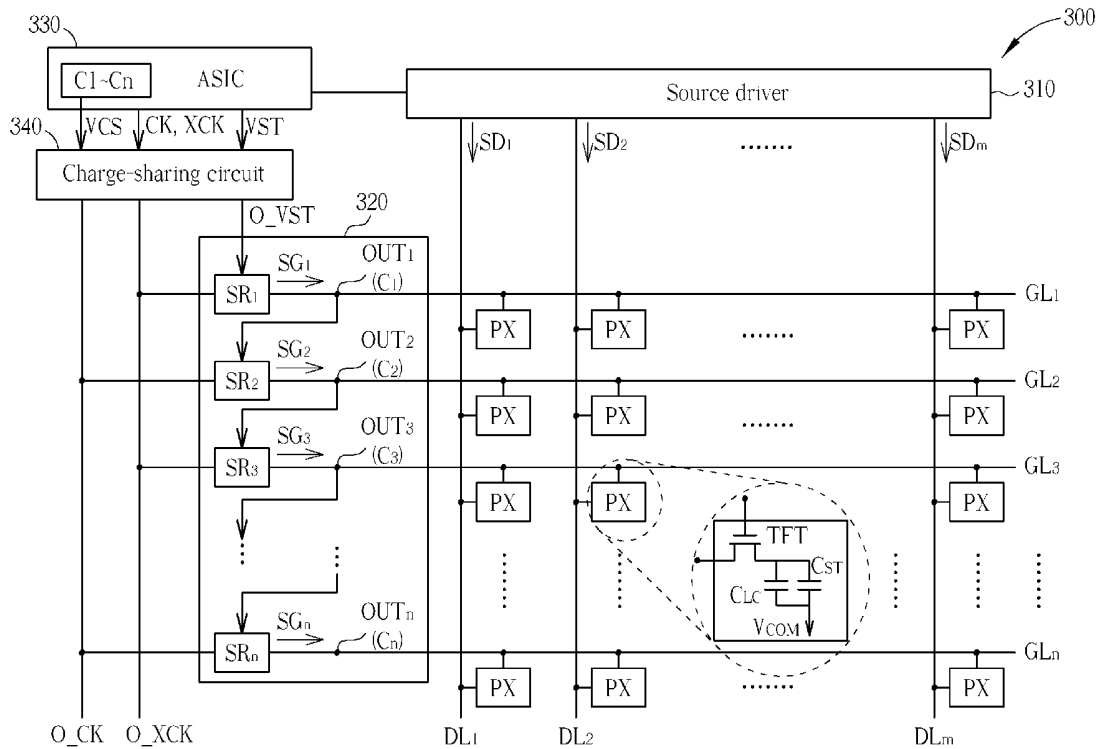 330
300
C1~Cn
ASIC
310
Source driver
340
VCS
CK, XCK
VST
SD1
SD2
SDm
.......
Charge-sharing circuit
O_VST
320
SG1
OUT1
(C1)
SR1
GL1
PX
PX
.......
PX
SG2
OUT2
(C2)
SR2
GL2
PX
PX
.......
PX
SG3
OUT3
(C3)
SR3
GL3
PX
PX
PX
TFT
CST
CLC
VCOM
SGn
OUTn
(Cn)
SRn
GLn
PX
PX
.......
PX
O_CK
O_XCK
DL1
DL2
DLm